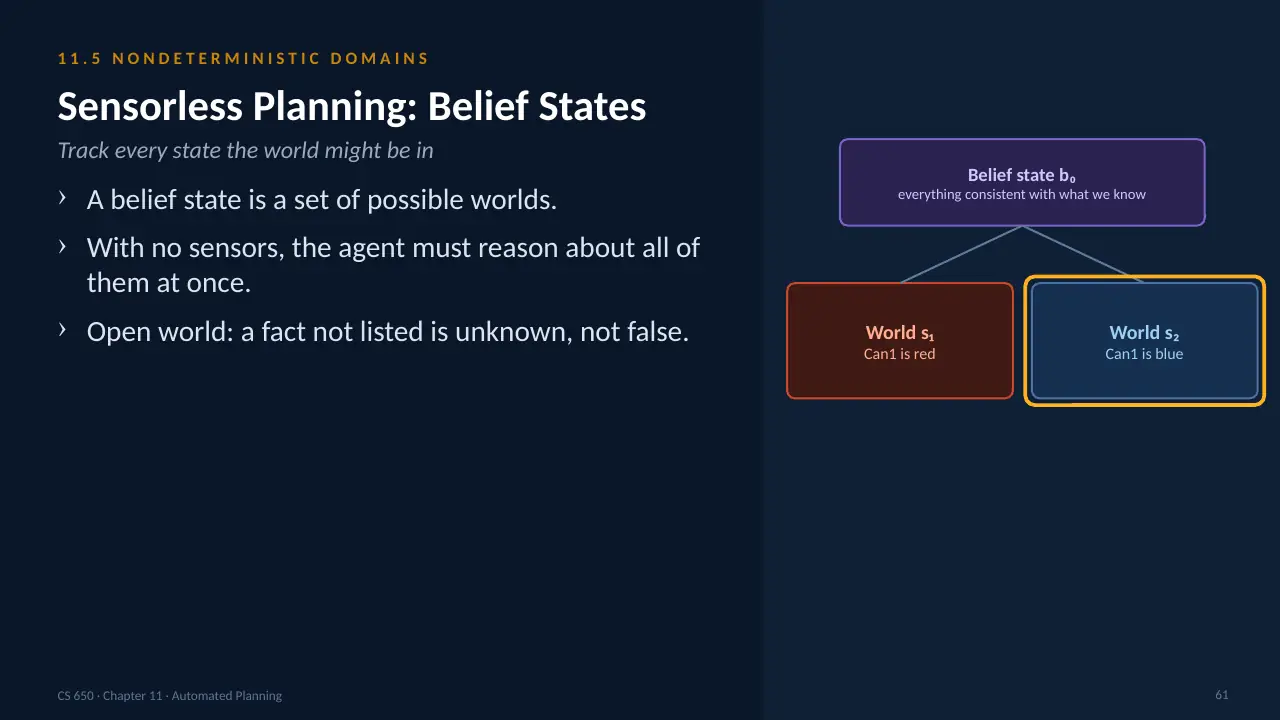 11.5 NONDETERMINISTIC DOMAINS
Sensorless Planning: Belief States
Track every state the world might be in
› A belief state is a set of possible worlds.
› With no sensors, the agent must reason about all of
them at once.
› Open world: a fact not listed is unknown, not false.
Belief state b₀
everything consistent with what we know
World s₁
Can1 is red
World s₂
Can1 is blue
CS 650 · Chapter 11 · Automated Planning
61